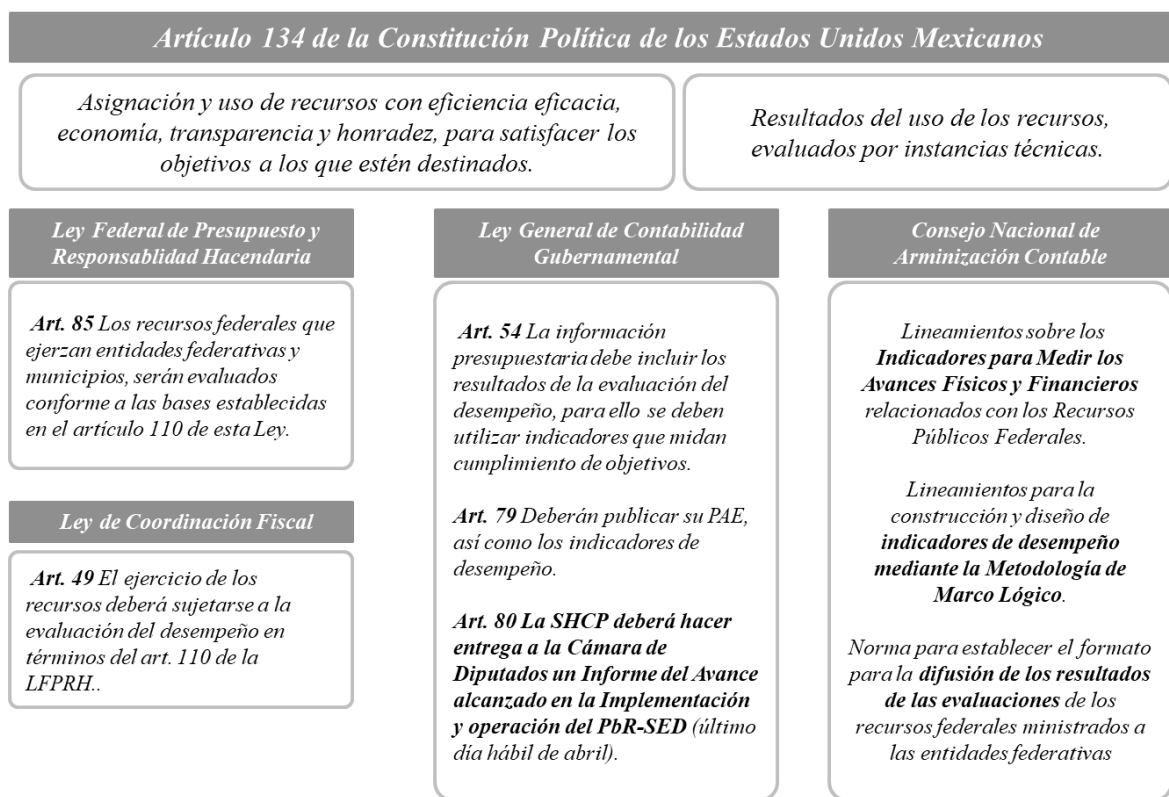 Artículo 134 de la Constitución Política de los Estados Unidos Mexicanos
Asignación y uso de recursos con eficiencia eficacia,
economía, transparencia y honradez, para satisfacer los
objetivos a los que estén destinados.
Resultados del uso de los recursos,
evaluados por instancias técnicas.
Ley Federal de Presupuesto y
Responsablidad Hacendaria
Art. 85 Los recursos federales que
ejerzan entidades federativas y
municipios, serán evaluados
conforme a las bases establecidas
en el artículo 110 de esta Ley.
Ley de Coordinación Fiscal
Art. 49 El ejercicio de los
recursos deberá sujetarse a la
evaluación del desempeño en
términos del art. 110 de la
LFPRH..
Ley General de Contabilidad
Gubernamental
Art. 54 La información
presupuestaria debe incluir los
resultados de la evaluación del
desempeño, para ello se deben
utilizar indicadores que midan
cumplimiento de objetivos.
Art. 79 Deberán publicar su PAE,
así como los indicadores de
desempeño.
Art. 80 La SHCP deberá hacer
entrega a la Cámara de
Diputados un Informe del Avance
alcanzado en la Implementación
y operación del PbR-SED (último
día hábil de abril).
Consejo Nacional de
Arminización Contable
Lineamientos sobre los
Indicadores para Medir los
Avances Físicos y Financieros
relacionados con los Recursos
Públicos Federales.
Lineamientos para la
construcción y diseño de
indicadores de desempeño
mediante la Metodología de
Marco Lógico.
Norma para establecer el formato
para la difusión de los resultados
de las evaluaciones de los
recursos federales ministrados a
las entidades federativas